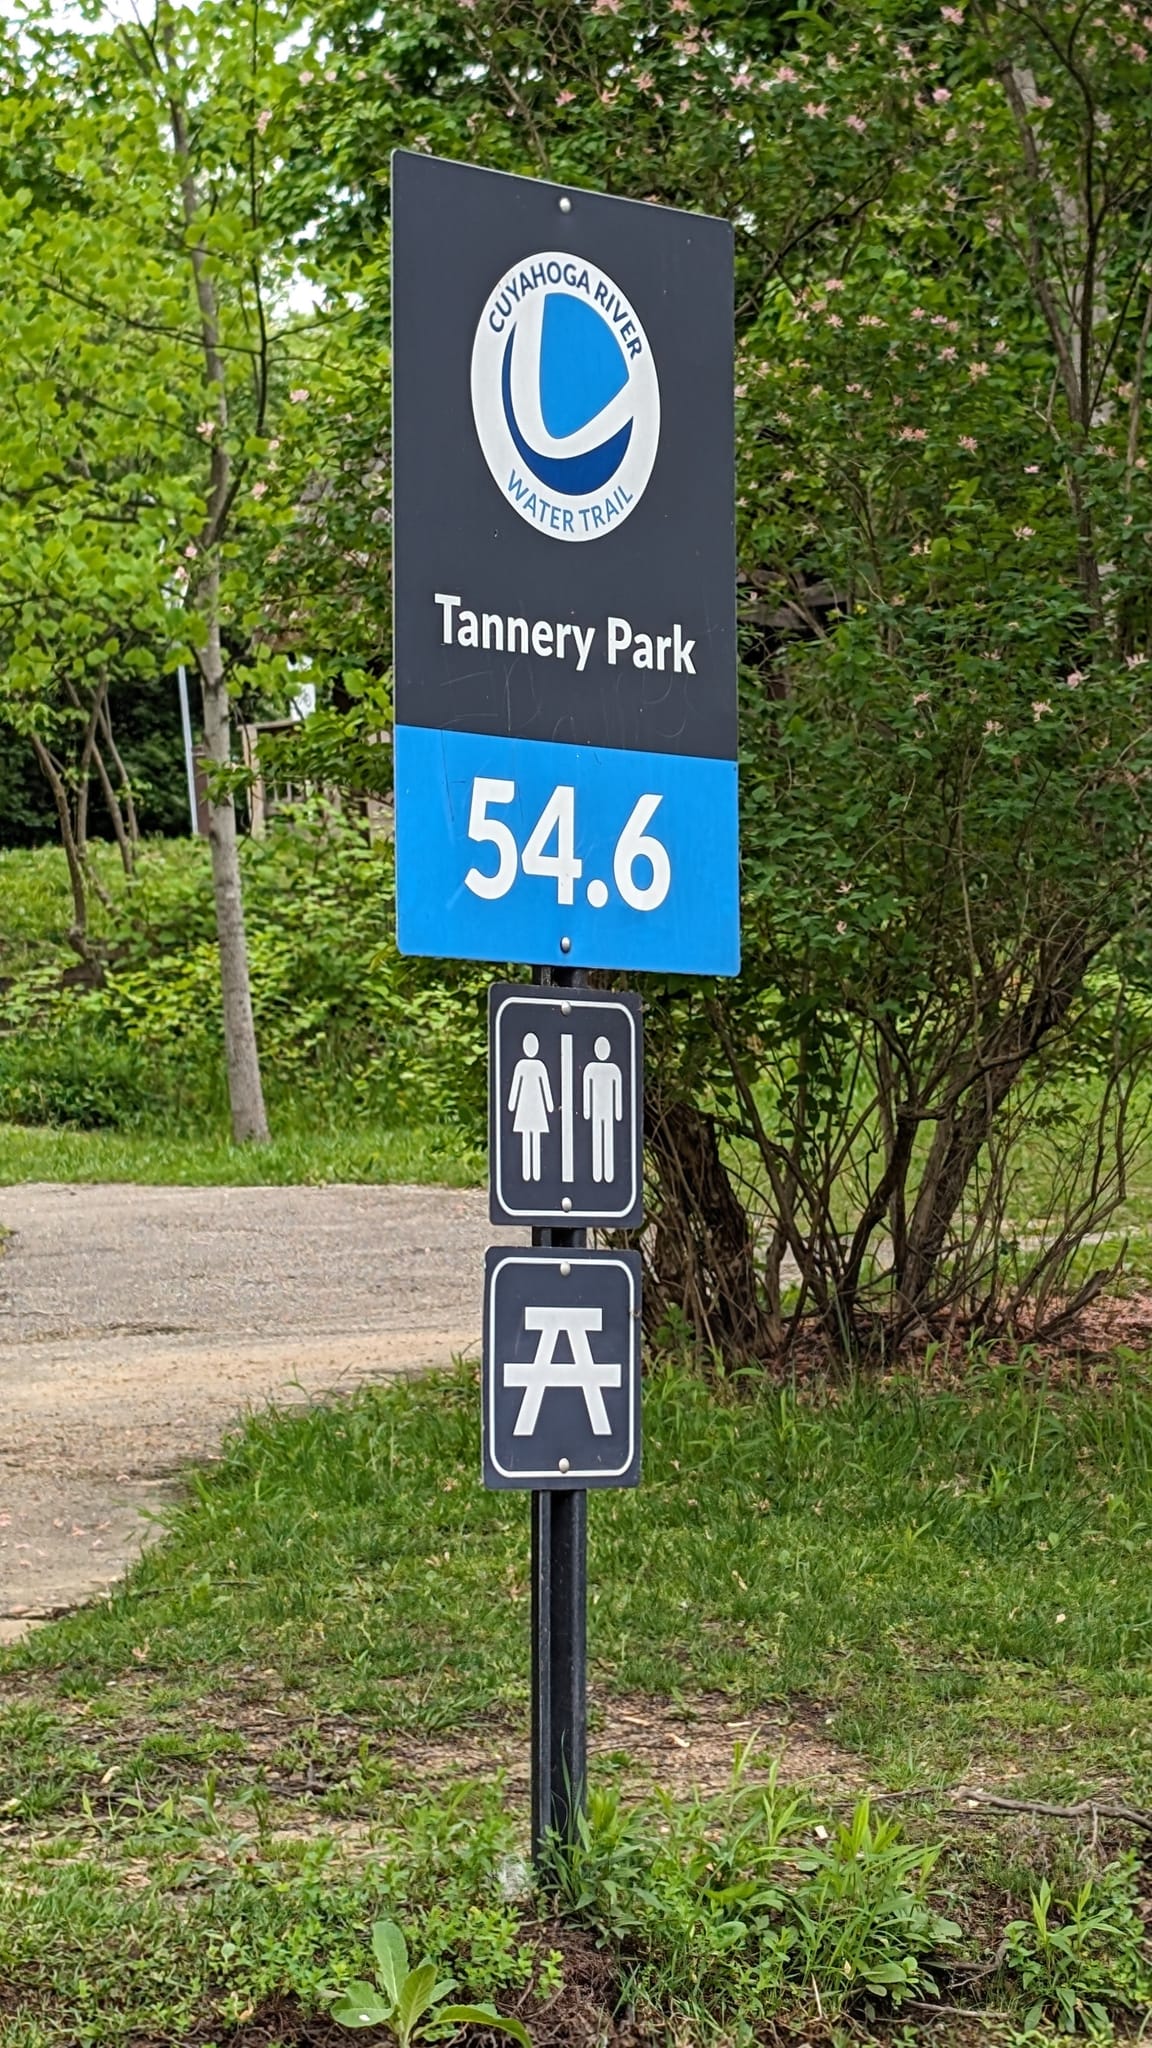 CUYAHOGA RIVER
WATER TRAIL
Tannery Park
54.6